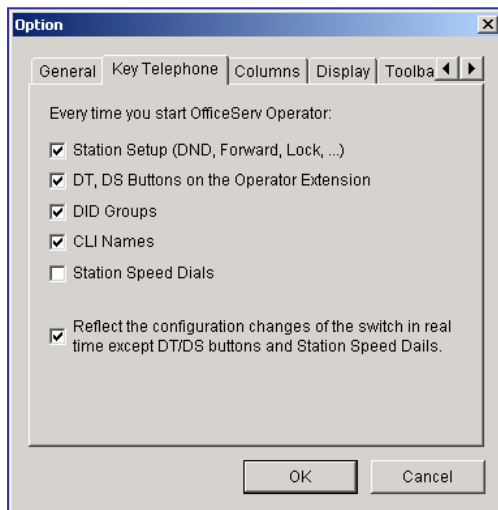 Option
General Key Telephone Columns Display Toolba
Every time you start OfficeServ Operator:
Station Setup (DND, Forward, Lock, ...)
DT, DS Buttons on the Operator Extension
DID Groups
CLI Names
Station Speed Dials
Reflect the configuration changes of the switch in real
time except DT/DS buttons and Station Speed Dails.
OK Cancel